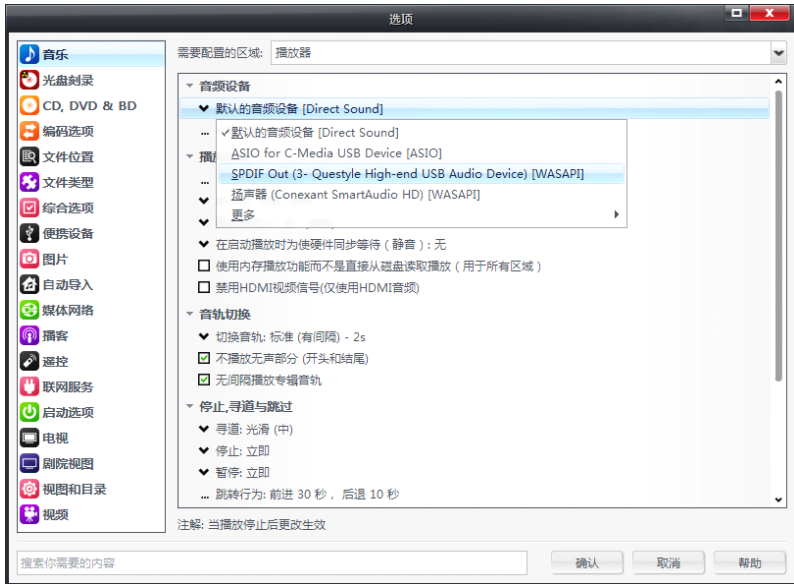 选项
音乐
光盘刻录
CD, DVD & BD
编码选项
文件位置
文件类型
综合选项
便携设备
图片
自动导入
媒体网络
播客
遥控
联网服务
启动选项
电视
剧院视图
视图和目录
视频
需要配置的区域: 播放器
音频设备
默认的音频设备 [Direct Sound]
... 
默认的音频设备 [Direct Sound]
ASIO for C-Media USB Device [ASIO]
SPDIF Out (3- Questyle High-end USB Audio Device) [WASAPI]
扬声器 (Conexant SmartAudio HD) [WASAPI]
更多
播
...
在启动播放时为使硬件同步等待 ( 静音 ) : 无
使用内存播放功能而不是直接从磁盘读取播放 ( 用于所有区域 )
禁用HDMI视频信号(仅使用HDMI音频)
音轨切换
切换音轨: 标准 (有间隔) - 2s
不播放无声部分 (开头和结尾)
无间隔播放专辑音轨
停止,寻道与跳过
寻道: 光滑 (中)
停止: 立即
暂停: 立即
... 跳转行为: 前进 30 秒 ,  后退 10 秒
注解: 当播放停止后更改生效
搜索你需要的内容
确认
取消
帮助